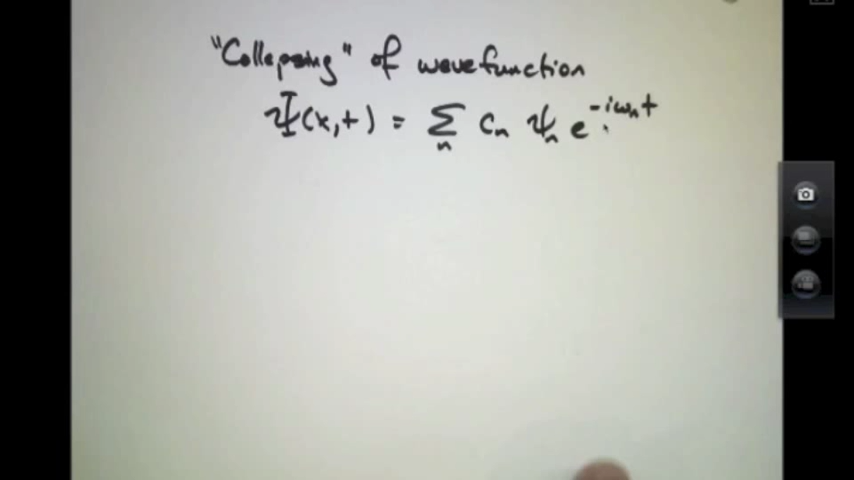 "Collapsing" of wavefunction
Ψ(x,t) = Σ_n c_n ψ_n e^{-iω_n t}